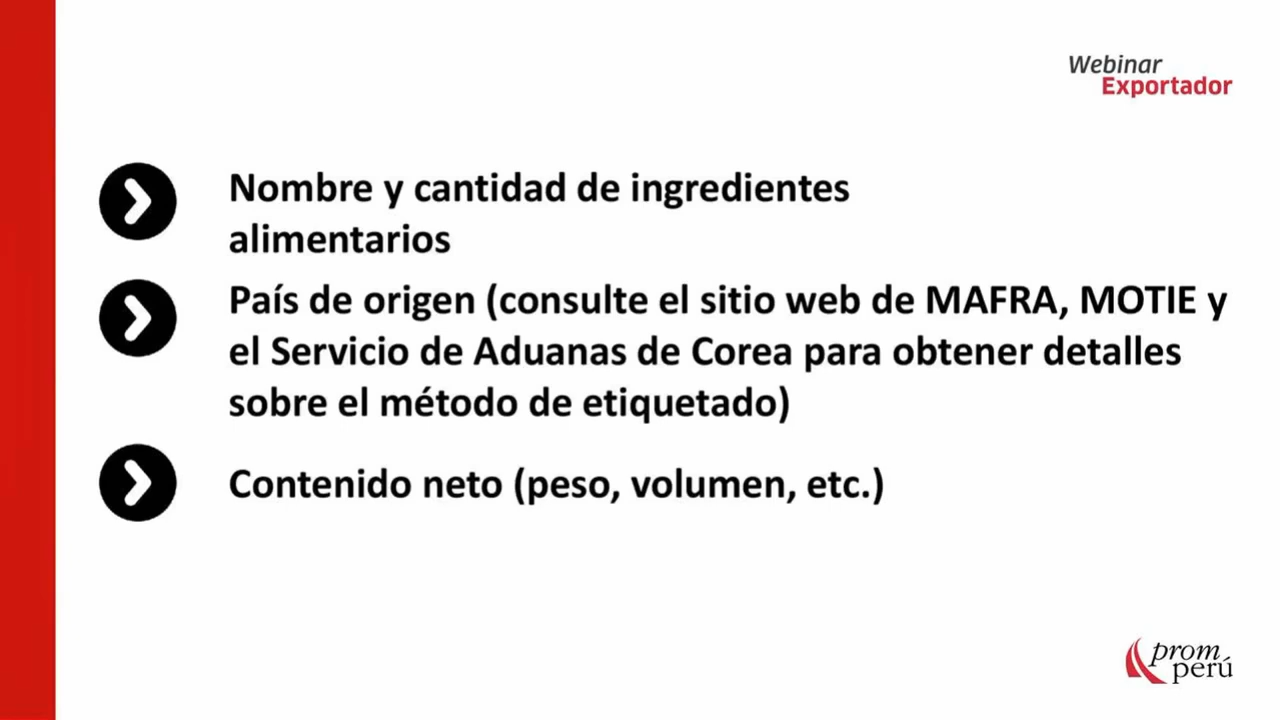 Webinar
Exportador
Nombre y cantidad de ingredientes
alimentarios
País de origen (consulte el sitio web de MAFRA, MOTIE y
el Servicio de Aduanas de Corea para obtener detalles
sobre el método de etiquetado)
Contenido neto (peso, volumen, etc.)
prom
perú